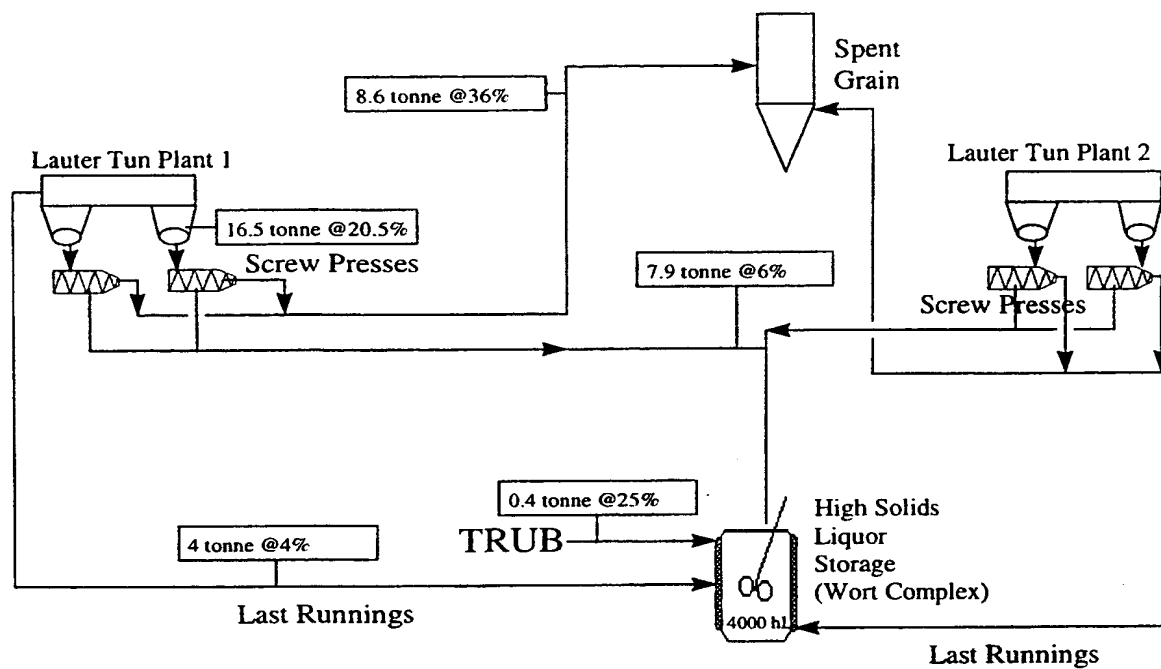 Spent
Grain
8.6 tonne @36%
Lauter Tun Plant 1
Lauter Tun Plant 2
16.5 tonne @20.5%
Screw Presses
7.9 tonne @6%
Screw Presses
0.4 tonne @25%
TRUB
High Solids
Liquor
Storage
(Wort Complex)
4 tonne @4%
4000 hl
Last Runnings
Last Runnings